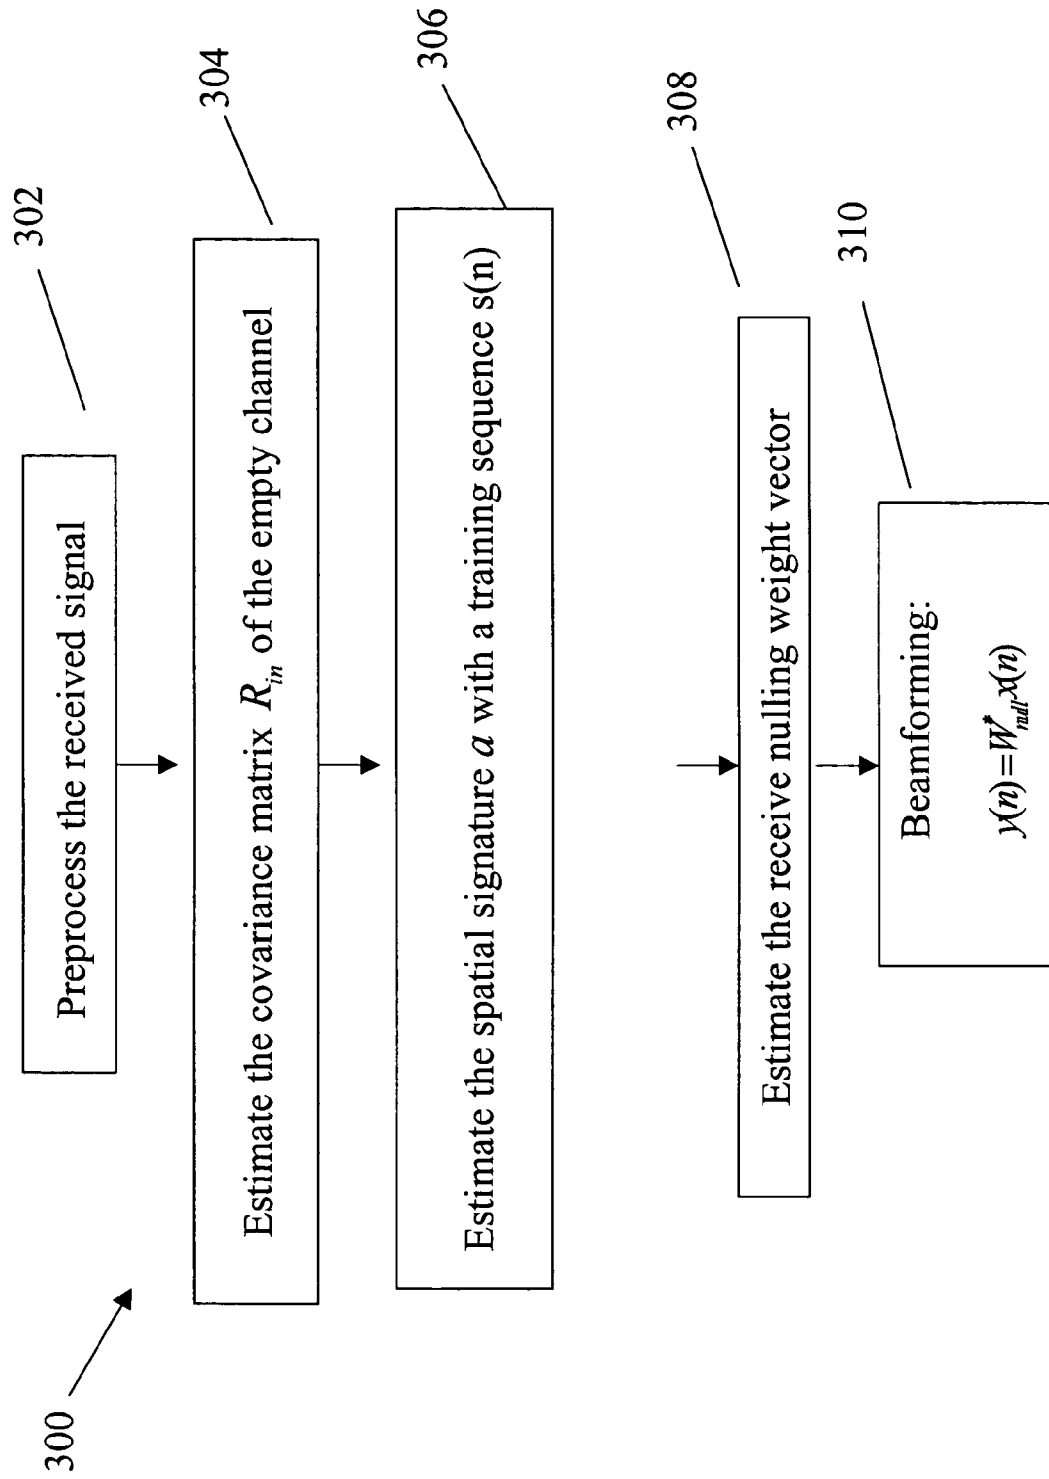 300
302
Preprocess the received signal
304
Estimate the covariance matrix R_in of the empty channel
306
Estimate the spatial signature a with a training sequence s(n)
308
Estimate the receive nulling weight vector
310
Beamforming:
y(n)=W*_null x(n)